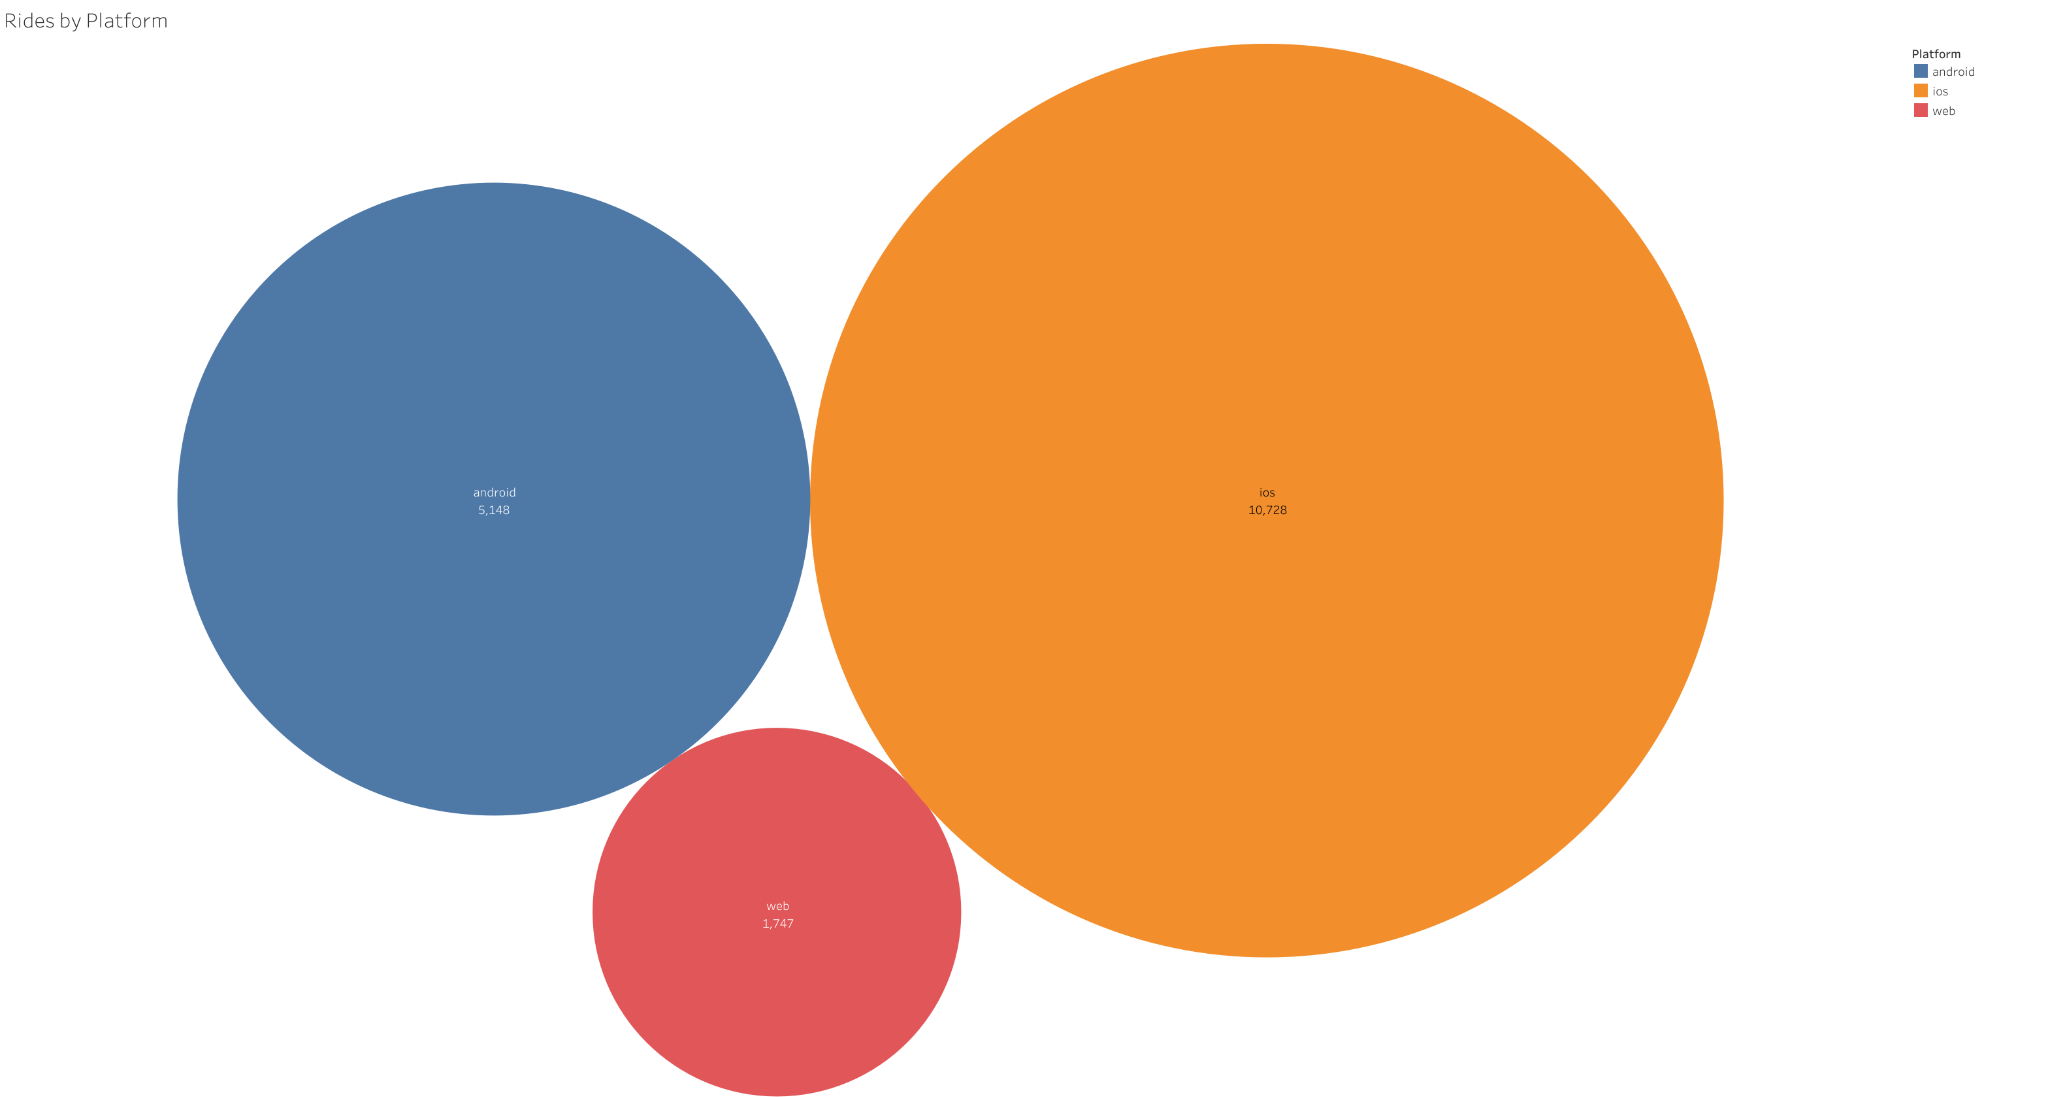 Rides by Platform
Platform
android
ios
web
android
5,148
ios
10,728
web
1,747